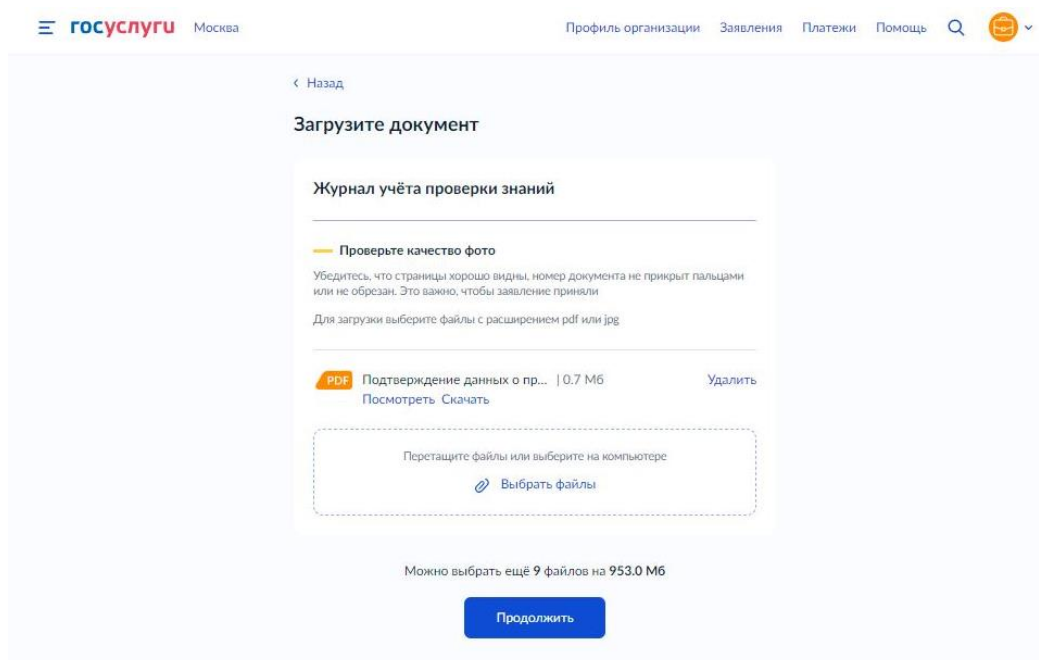 госуслуги Москва Профиль организации Заявления Платежи Помощь
Назад
Загрузите документ
Журнал учёта проверки знаний
Проверьте качество фото
Убедитесь, что страницы хорошо видны, номер документа не прикрыт пальцами
или не обрезан. Это важно, чтобы заявление приняли
Для загрузки выберите файлы с расширением pdf или jpg
PDF Подтверждение данных о пр... | 0.7 Мб Удалить
Посмотреть Скачать
Перетащите файлы или выберите на компьютере
Выбрать файлы
Можно выбрать ещё 9 файлов на 953.0 Мб
Продолжить